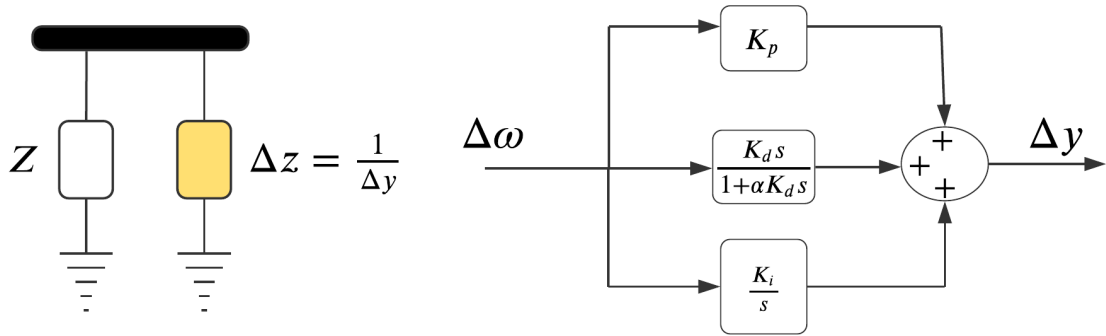 Z
Δz = 1/Δy
Δω
K_p
K_d s / 1+αK_d s
K_i / s
+
+
+
Δy